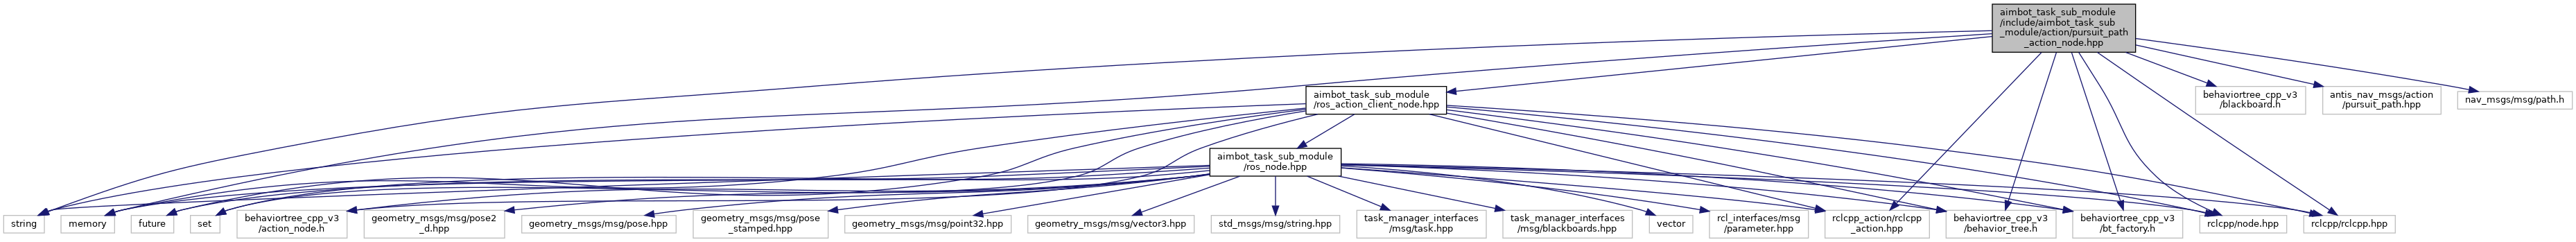 aimbot_task_sub_module
/include/aimbot_task_sub
_module/action/pursuit_path
_action_node.hpp
aimbot_task_sub_module
/ros_action_client_node.hpp
behaviortree_cpp_v3
/blackboard.h
antis_nav_msgs/action
/pursuit_path.hpp
nav_msgs/msg/path.h
aimbot_task_sub_module
/ros_node.hpp
string
memory
future
set
behaviortree_cpp_v3
/action_node.h
geometry_msgs/msg/pose2
_d.hpp
geometry_msgs/msg/pose.hpp
geometry_msgs/msg/pose
_stamped.hpp
geometry_msgs/msg/point32.hpp
geometry_msgs/msg/vector3.hpp
std_msgs/msg/string.hpp
task_manager_interfaces
/msg/task.hpp
task_manager_interfaces
/msg/blackboards.hpp
vector
rcl_interfaces/msg
/parameter.hpp
rclcpp_action/rclcpp
_action.hpp
behaviortree_cpp_v3
/behavior_tree.h
behaviortree_cpp_v3
/bt_factory.h
rclcpp/node.hpp
rclcpp/rclcpp.hpp